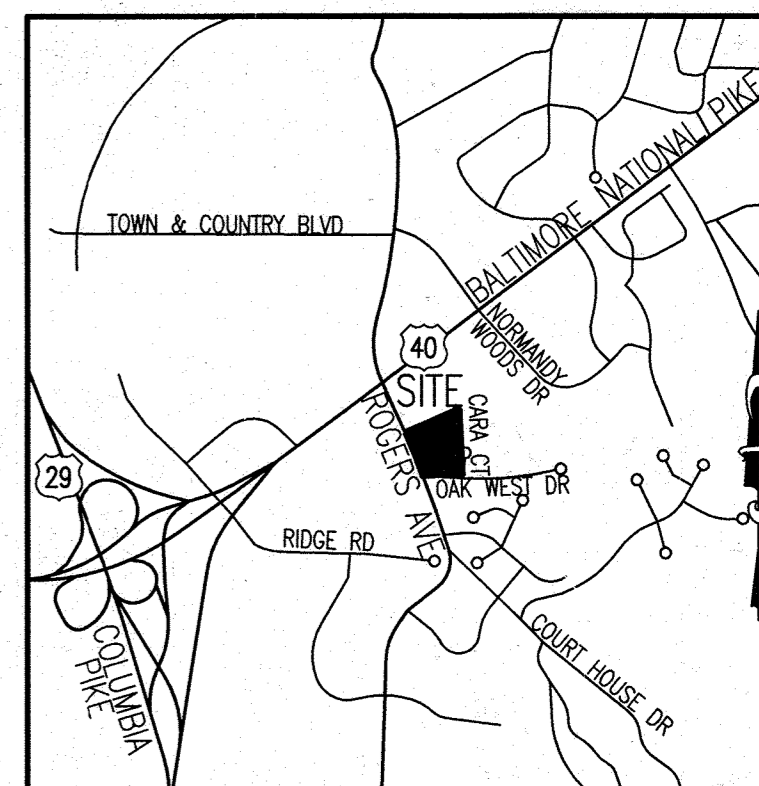 TOWN & COUNTRY BLVD
BALTIMORE NATIONAL PIKE
NORMANDY
WOODS DR
40
SITE
CARA CT
ROGERS AVE
29
OAK WEST DR
RIDGE RD
COURT HOUSE DR
COLUMBIA
PIKE